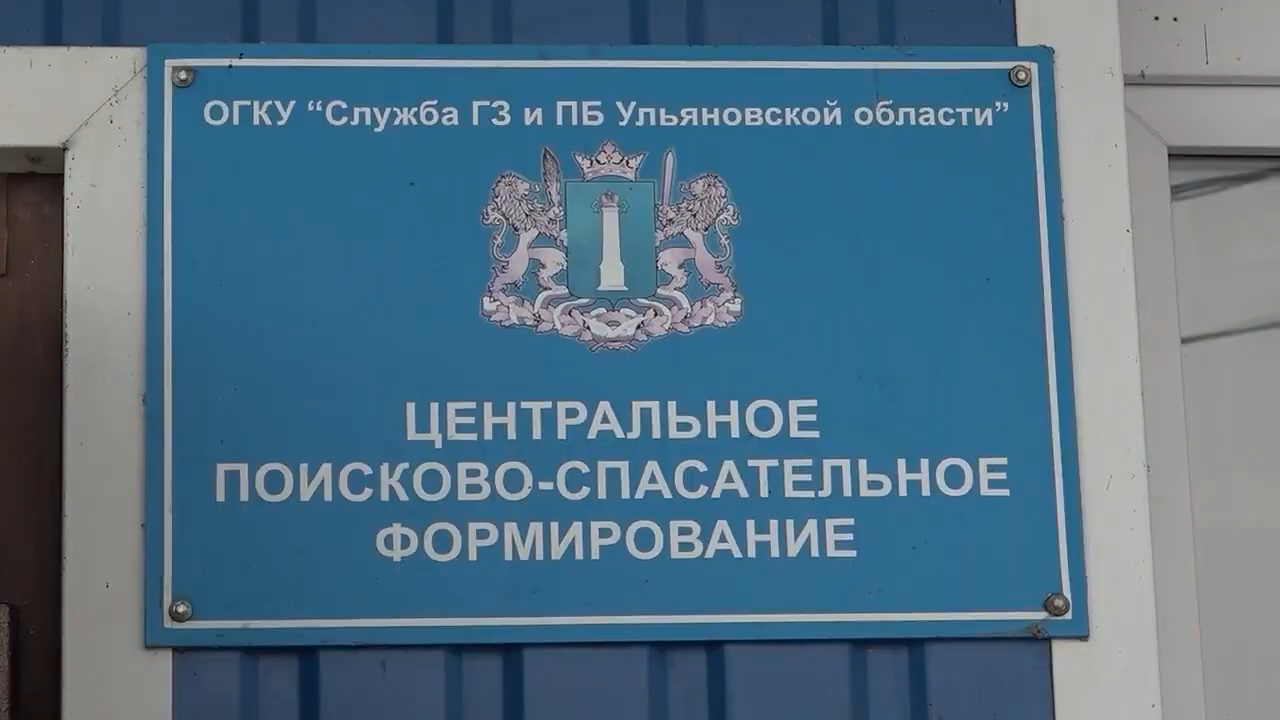 ОГКУ “Служба ГЗ и ПБ Ульяновской области”
ЦЕНТРАЛЬНОЕ
ПОИСКОВО-СПАСАТЕЛЬНОЕ
ФОРМИРОВАНИЕ